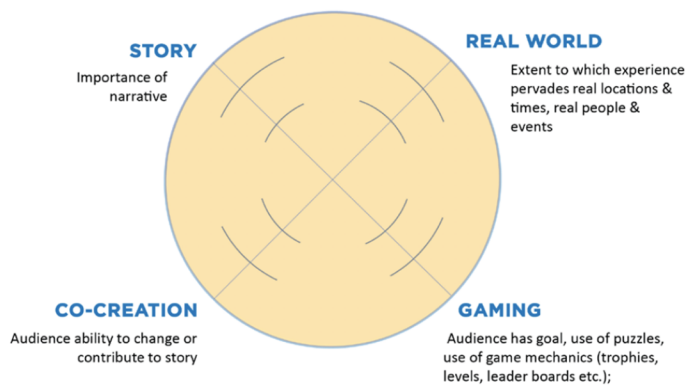 STORY
Importance of
narrative
REAL WORLD
Extent to which experience
pervades real locations &
times, real people &
events
CO-CREATION
Audience ability to change or
contribute to story
GAMING
Audience has goal, use of puzzles,
use of game mechanics (trophies,
levels, leader boards etc.);